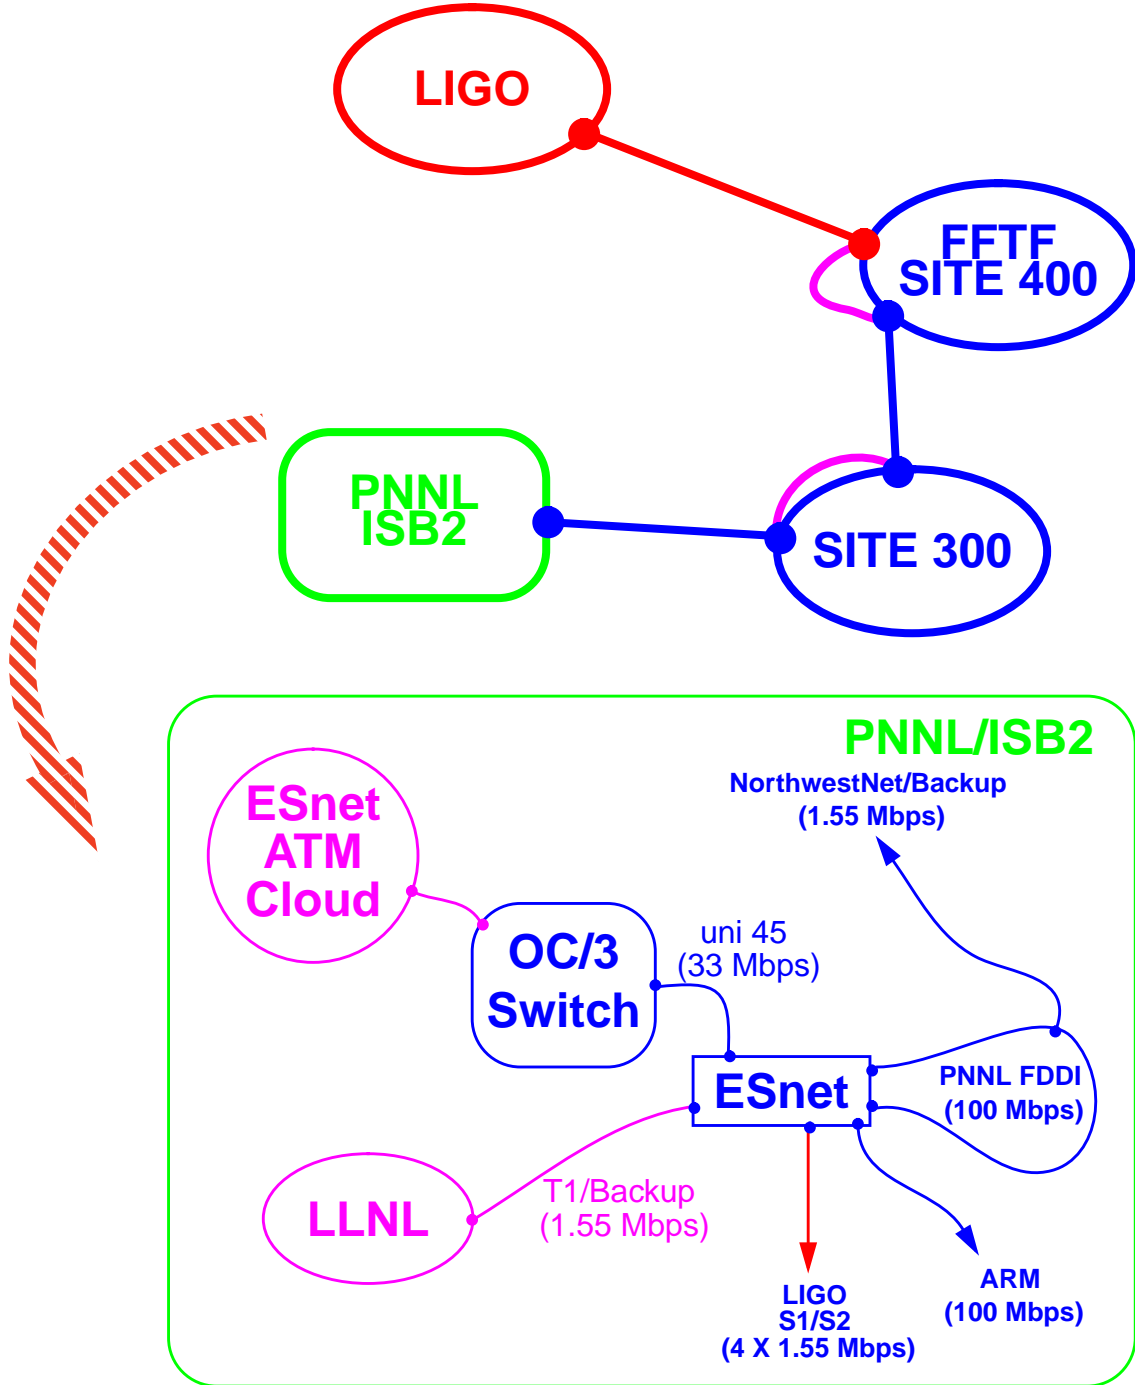 LIGO
FFTF
SITE 400
PNNL
ISB2
SITE 300
PNNL/ISB2
NorthwestNet/Backup
(1.55 Mbps)
ESnet
ATM
Cloud
OC/3
Switch
uni 45
(33 Mbps)
ESnet
PNNL FDDI
(100 Mbps)
LLNL
T1/Backup
(1.55 Mbps)
LIGO
S1/S2
(4 X 1.55 Mbps)
ARM
(100 Mbps)